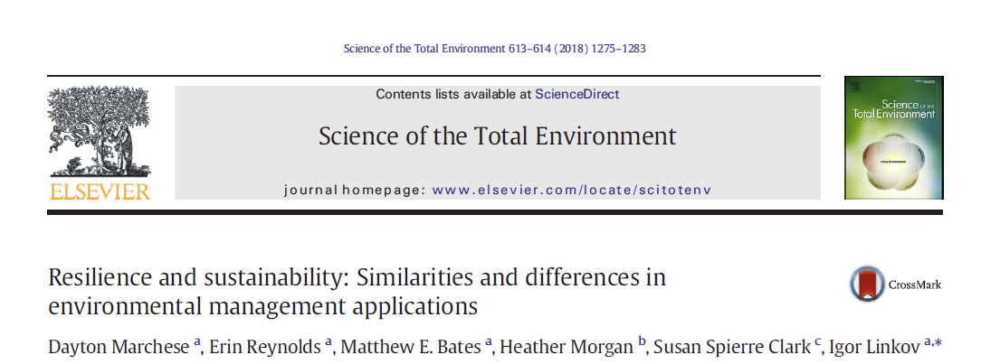 Science of the Total Environment 613–614 (2018) 1275–1283
Contents lists available at ScienceDirect
Science of the Total Environment
journal homepage: www.elsevier.com/locate/scitotenv
ELSEVIER
Science OF THE
Total Environment
TOTAL ENVIRONMENT
Resilience and sustainability: Similarities and differences in
environmental management applications
CrossMark
Dayton Marchese a, Erin Reynolds a, Matthew E. Bates a, Heather Morgan b, Susan Spierre Clark c, Igor Linkov a,*